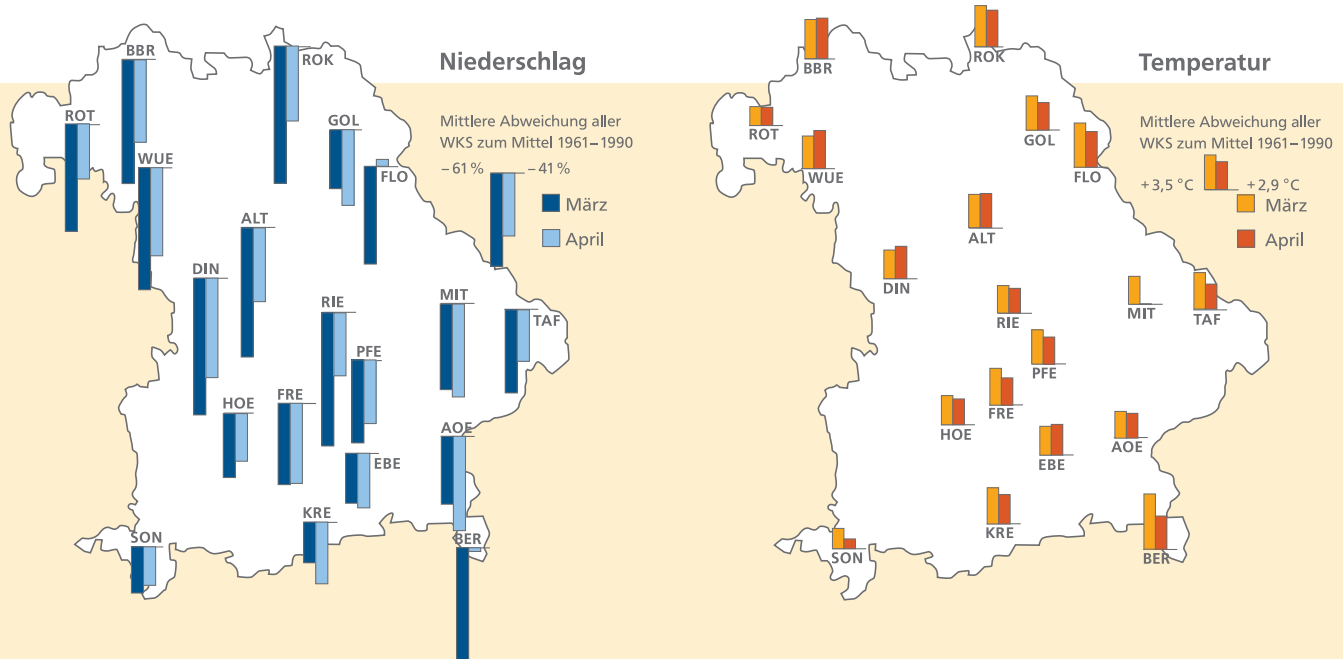 Niederschlag
Mittlere Abweichung aller
WKS zum Mittel 1961–1990
–61 % –41 %
März
April
BBR
ROK
ROT
GOL
WUE
FLO
ALT
DIN
RIE
MIT
TAF
PFE
HOE
FRE
AOE
EBE
KRE
SON
BER
Temperatur
Mittlere Abweichung aller
WKS zum Mittel 1961–1990
+3,5 °C +2,9 °C
März
April
ROK
BBR
ROT
GOL
WUE
FLO
ALT
DIN
MIT
TAF
RIE
PFE
FRE
HOE
AOE
EBE
KRE
SON
BER